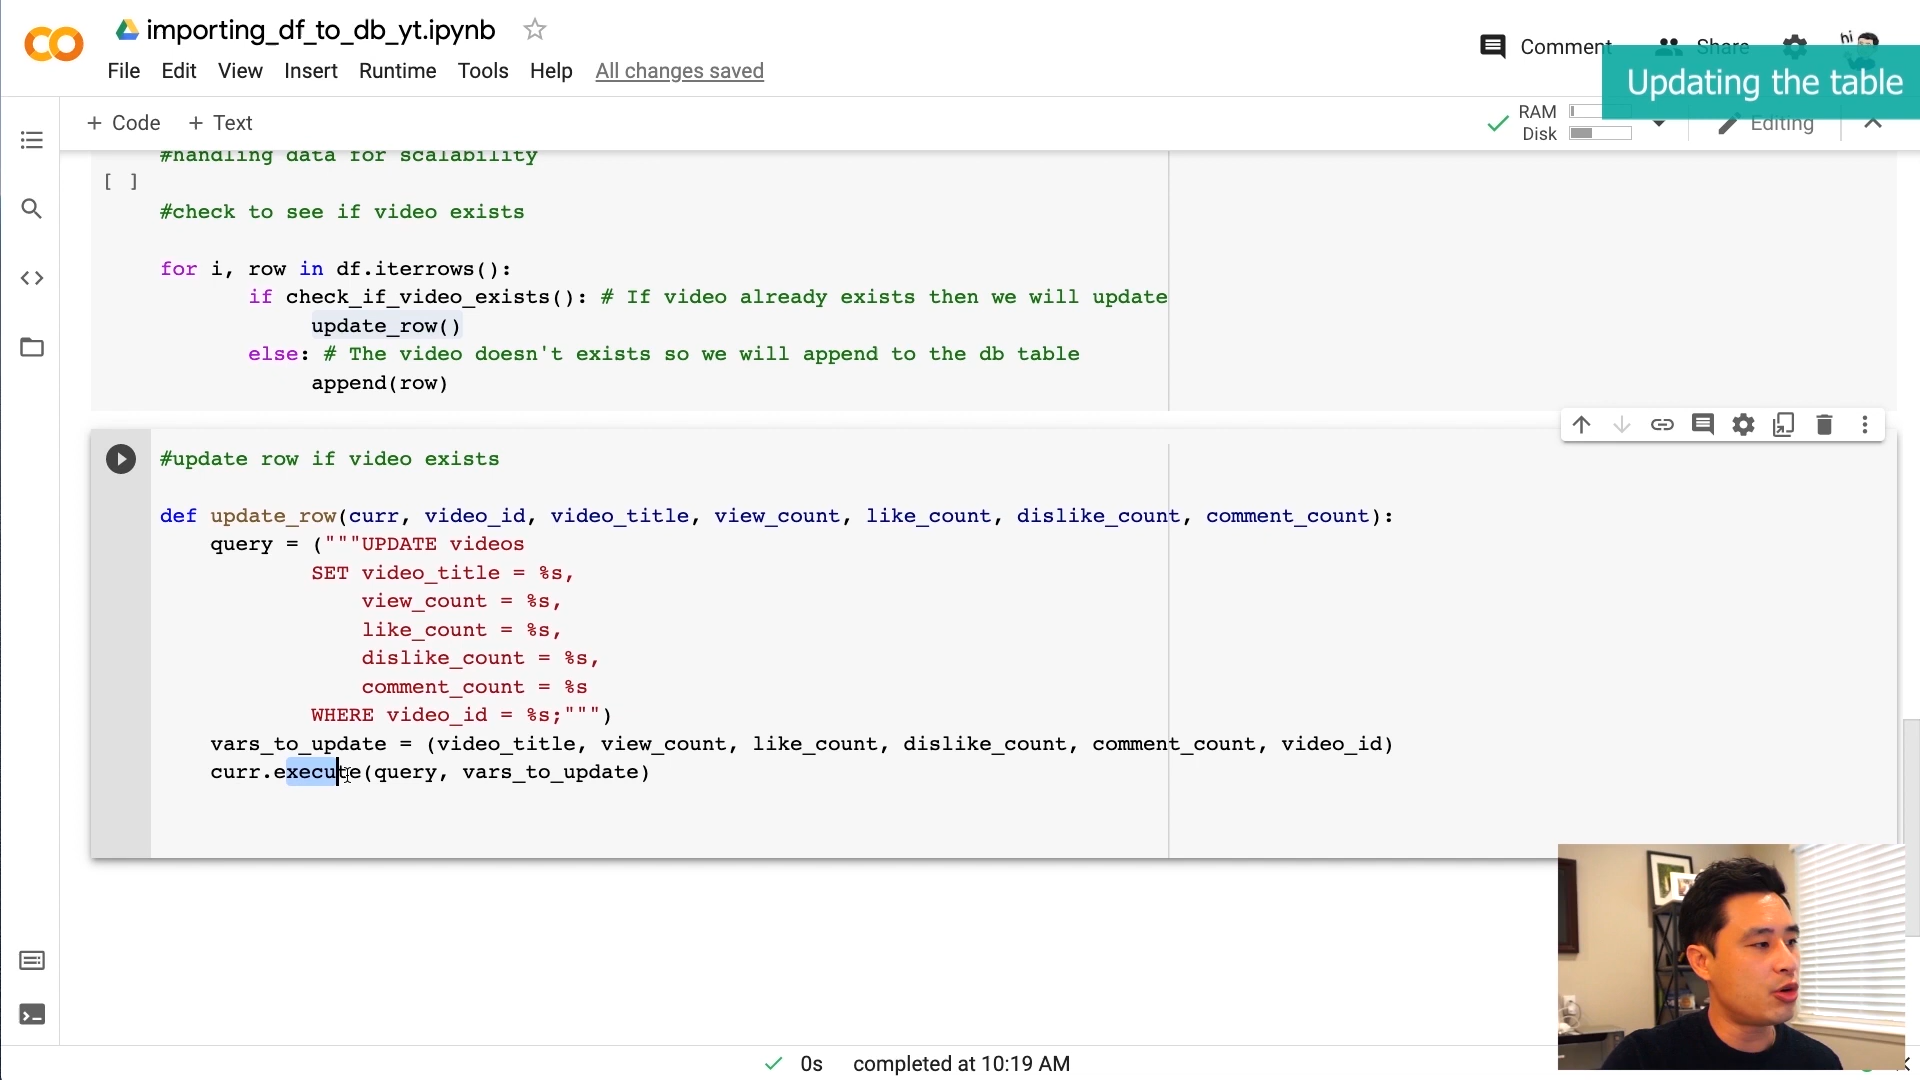 importing_df_to_db_yt.ipynb
File Edit View Insert Runtime Tools Help All changes saved
Comment Share hi
Updating the table
+ Code + Text
RAM
Disk
Editing
#handling data for scalability
[ ]
#check to see if video exists
for i, row in df.iterrows():
if check_if_video_exists(): # If video already exists then we will update
update_row()
else: # The video doesn't exists so we will append to the db table
append(row)
#update row if video exists
def update_row(curr, video_id, video_title, view_count, like_count, dislike_count, comment_count):
query = ("""UPDATE videos
SET video_title = %s,
view_count = %s,
like_count = %s,
dislike_count = %s,
comment_count = %s
WHERE video_id = %s;""")
vars_to_update = (video_title, view_count, like_count, dislike_count, comment_count, video_id)
curr.execute(query, vars_to_update)
0s completed at 10:19 AM